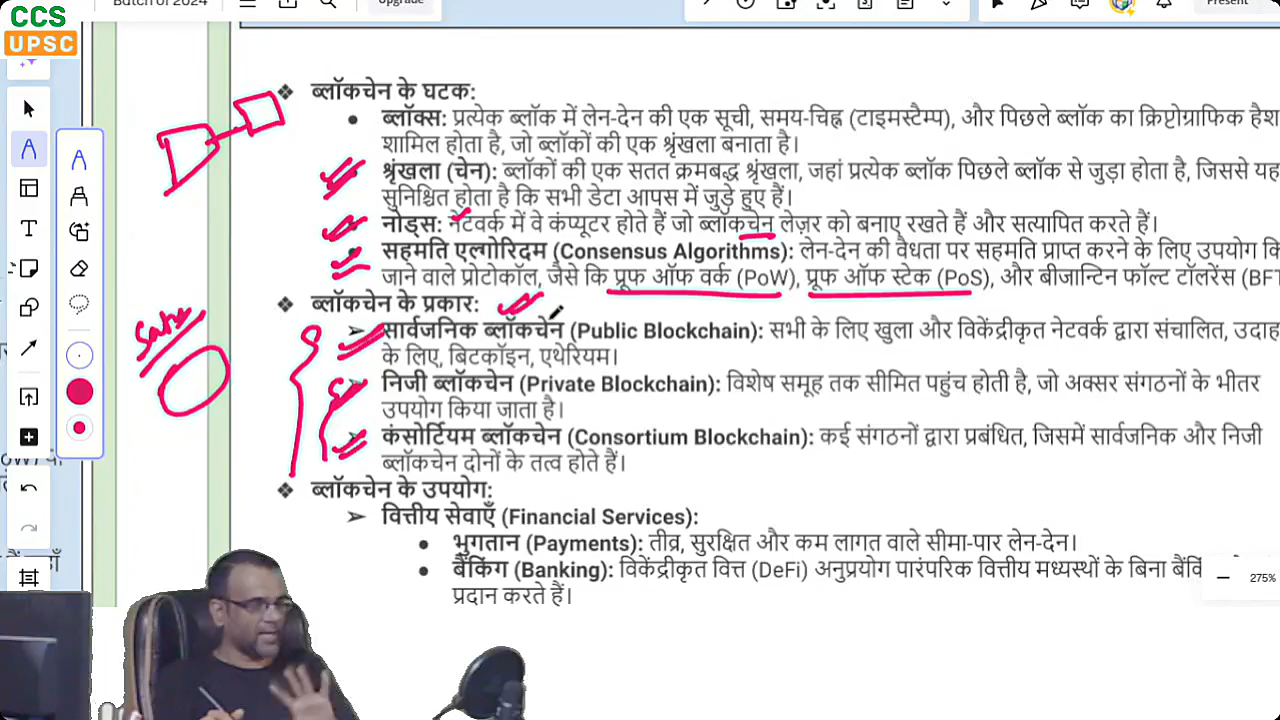 CCS
UPSC
Batch of 2024
Upgrade
Present
ब्लॉकचेन के घटक:
ब्लॉक्स: प्रत्येक ब्लॉक में लेन-देन की एक सूची, समय-चिह्न (टाइमस्टैम्प), और पिछले ब्लॉक का क्रिप्टोग्राफिक हैश
शामिल होता है, जो ब्लॉकों की एक श्रृंखला बनाता है।
श्रृंखला (चेन): ब्लॉकों की एक सतत क्रमबद्ध श्रृंखला, जहां प्रत्येक ब्लॉक पिछले ब्लॉक से जुड़ा होता है, जिससे यह
सुनिश्चित होता है कि सभी डेटा आपस में जुड़े हुए हैं।
नोड्स: नेटवर्क में वे कंप्यूटर होते हैं जो ब्लॉकचेन लेज़र को बनाए रखते हैं और सत्यापित करते हैं।
सहमति एल्गोरिदम (Consensus Algorithms): लेन-देन की वैधता पर सहमति प्राप्त करने के लिए उपयोग कि
जाने वाले प्रोटोकॉल, जैसे कि प्रूफ ऑफ वर्क (PoW), प्रूफ ऑफ स्टेक (PoS), और बीजान्टिन फॉल्ट टॉलरेंस (BFT
ब्लॉकचेन के प्रकार:
सार्वजनिक ब्लॉकचेन (Public Blockchain): सभी के लिए खुला और विकेंद्रीकृत नेटवर्क द्वारा संचालित, उदाह
के लिए, बिटकॉइन, एथेरियम।
निजी ब्लॉकचेन (Private Blockchain): विशेष समूह तक सीमित पहुंच होती है, जो अक्सर संगठनों के भीतर
उपयोग किया जाता है।
कंसोर्टियम ब्लॉकचेन (Consortium Blockchain): कई संगठनों द्वारा प्रबंधित, जिसमें सार्वजनिक और निजी
ब्लॉकचेन दोनों के तत्व होते हैं।
ब्लॉकचेन के उपयोग:
वित्तीय सेवाएँ (Financial Services):
भुगतान (Payments): तीव्र, सुरक्षित और कम लागत वाले सीमा-पार लेन-देन।
बैंकिंग (Banking): विकेंद्रीकृत वित्त (DeFi) अनुप्रयोग पारंपरिक वित्तीय मध्यस्थों के बिना बैंकिं
प्रदान करते हैं।
275%